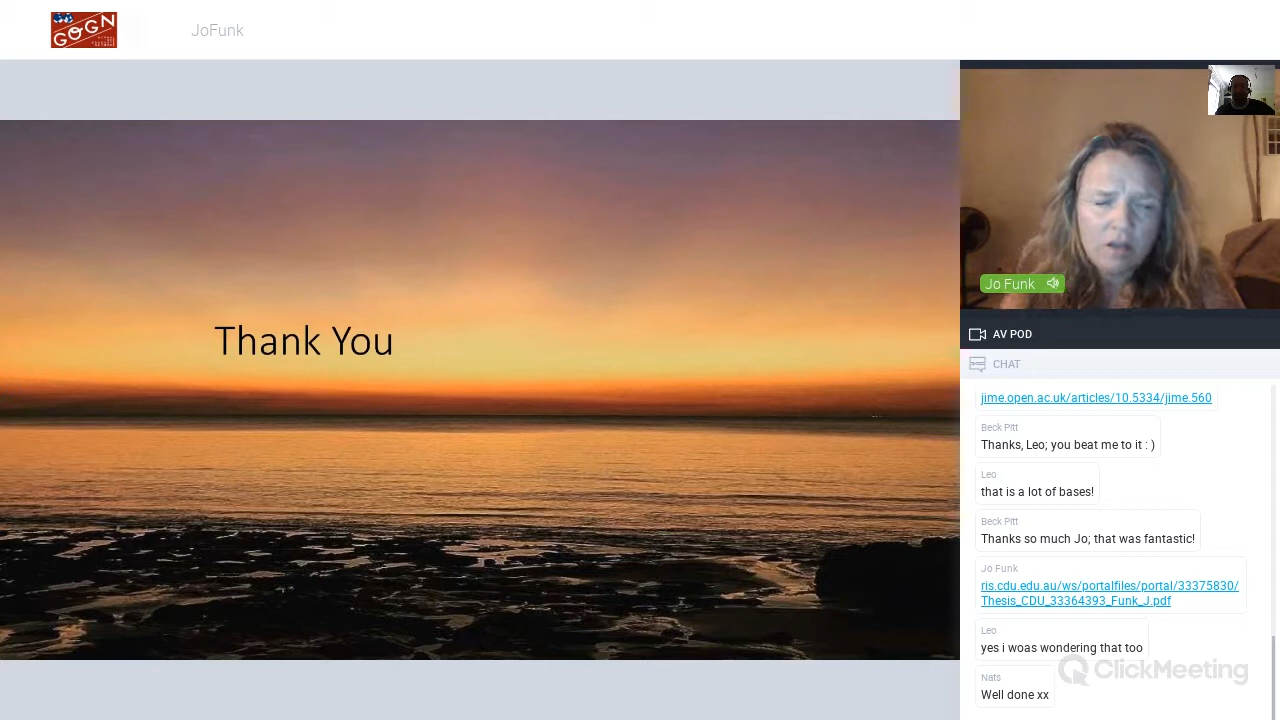 GOGN
JoFunk
Thank You
Jo Funk
AV POD
CHAT
jime.open.ac.uk/articles/10.5334/jime.560
Beck Pitt
Thanks, Leo; you beat me to it : )
Leo
that is a lot of bases!
Beck Pitt
Thanks so much Jo; that was fantastic!
Jo Funk
ris.cdu.edu.au/ws/portalfiles/portal/33375830/
Thesis_CDU_33364393_Funk_J.pdf
Leo
yes i woas wondering that too
ClickMeeting
Nats
Well done xx